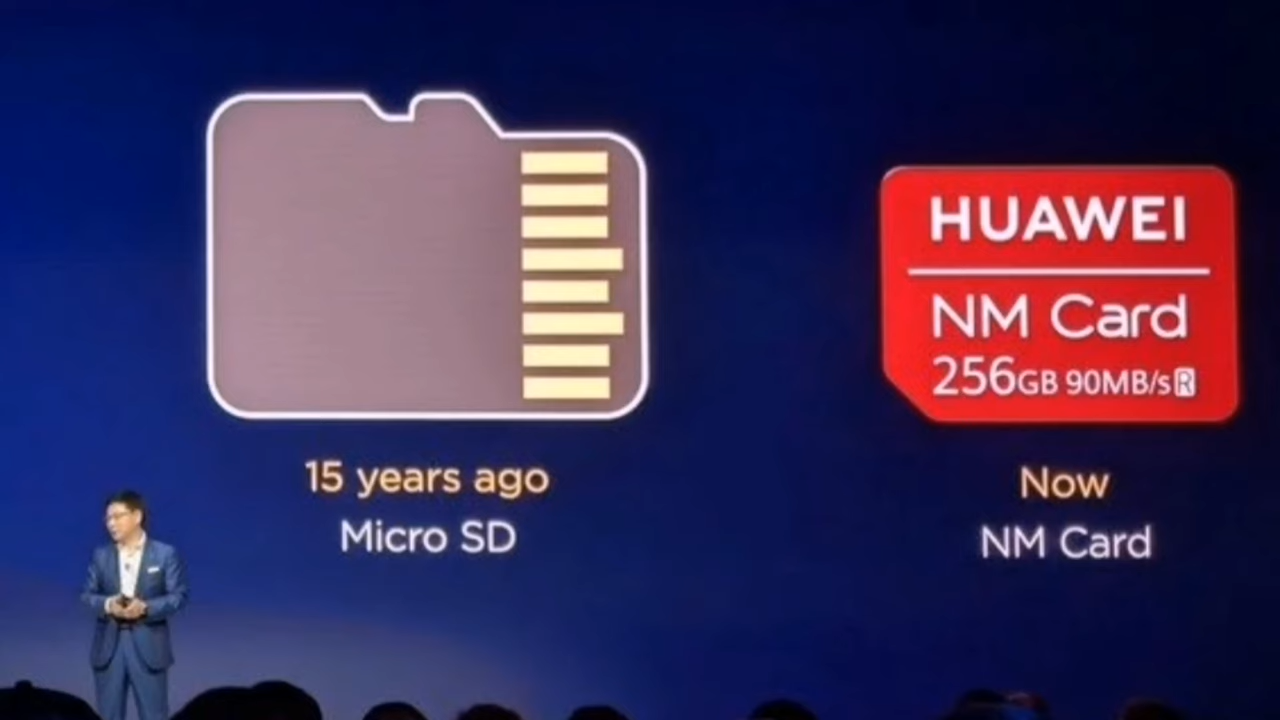 15 years ago
Micro SD
HUAWEI
NM Card
256GB 90MB/s R
Now
NM Card